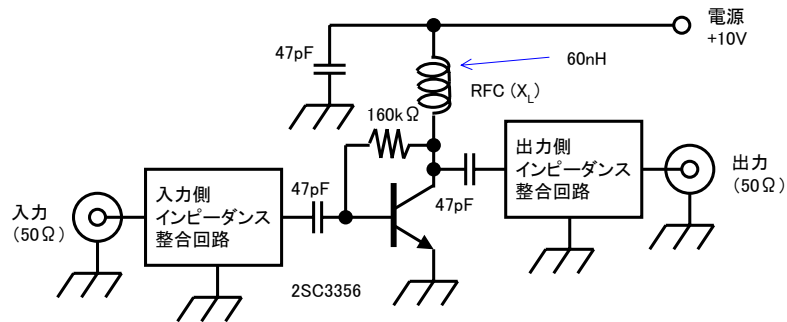 電源
+10V
47pF
60nH
RFC (XL)
160kΩ
出力側
インピーダンス
整合回路
出力
(50Ω)
入力側
インピーダンス
整合回路
47pF
47pF
入力
(50Ω)
2SC3356